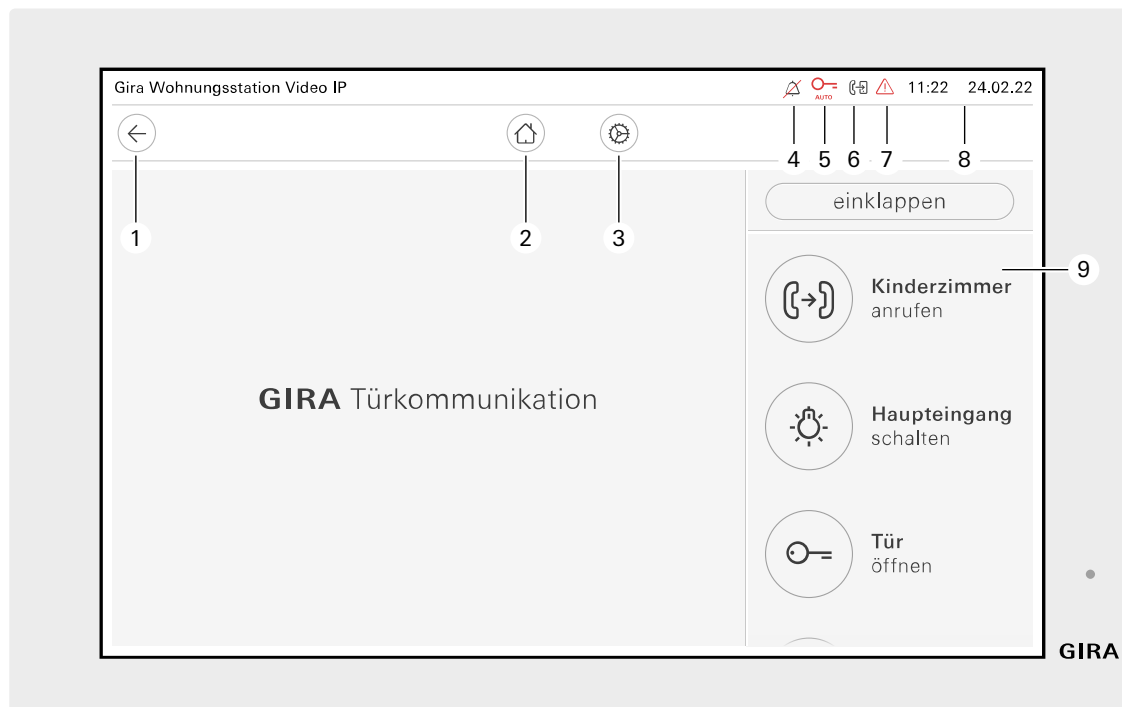 Gira Wohnungsstation Video IP
AUTO
11:22 24.02.22
1
2
3
4 5 6 7 8
einklappen
9
Kinderzimmer
anrufen
GIRA Türkommunikation
Haupteingang
schalten
Tür
öffnen
GIRA